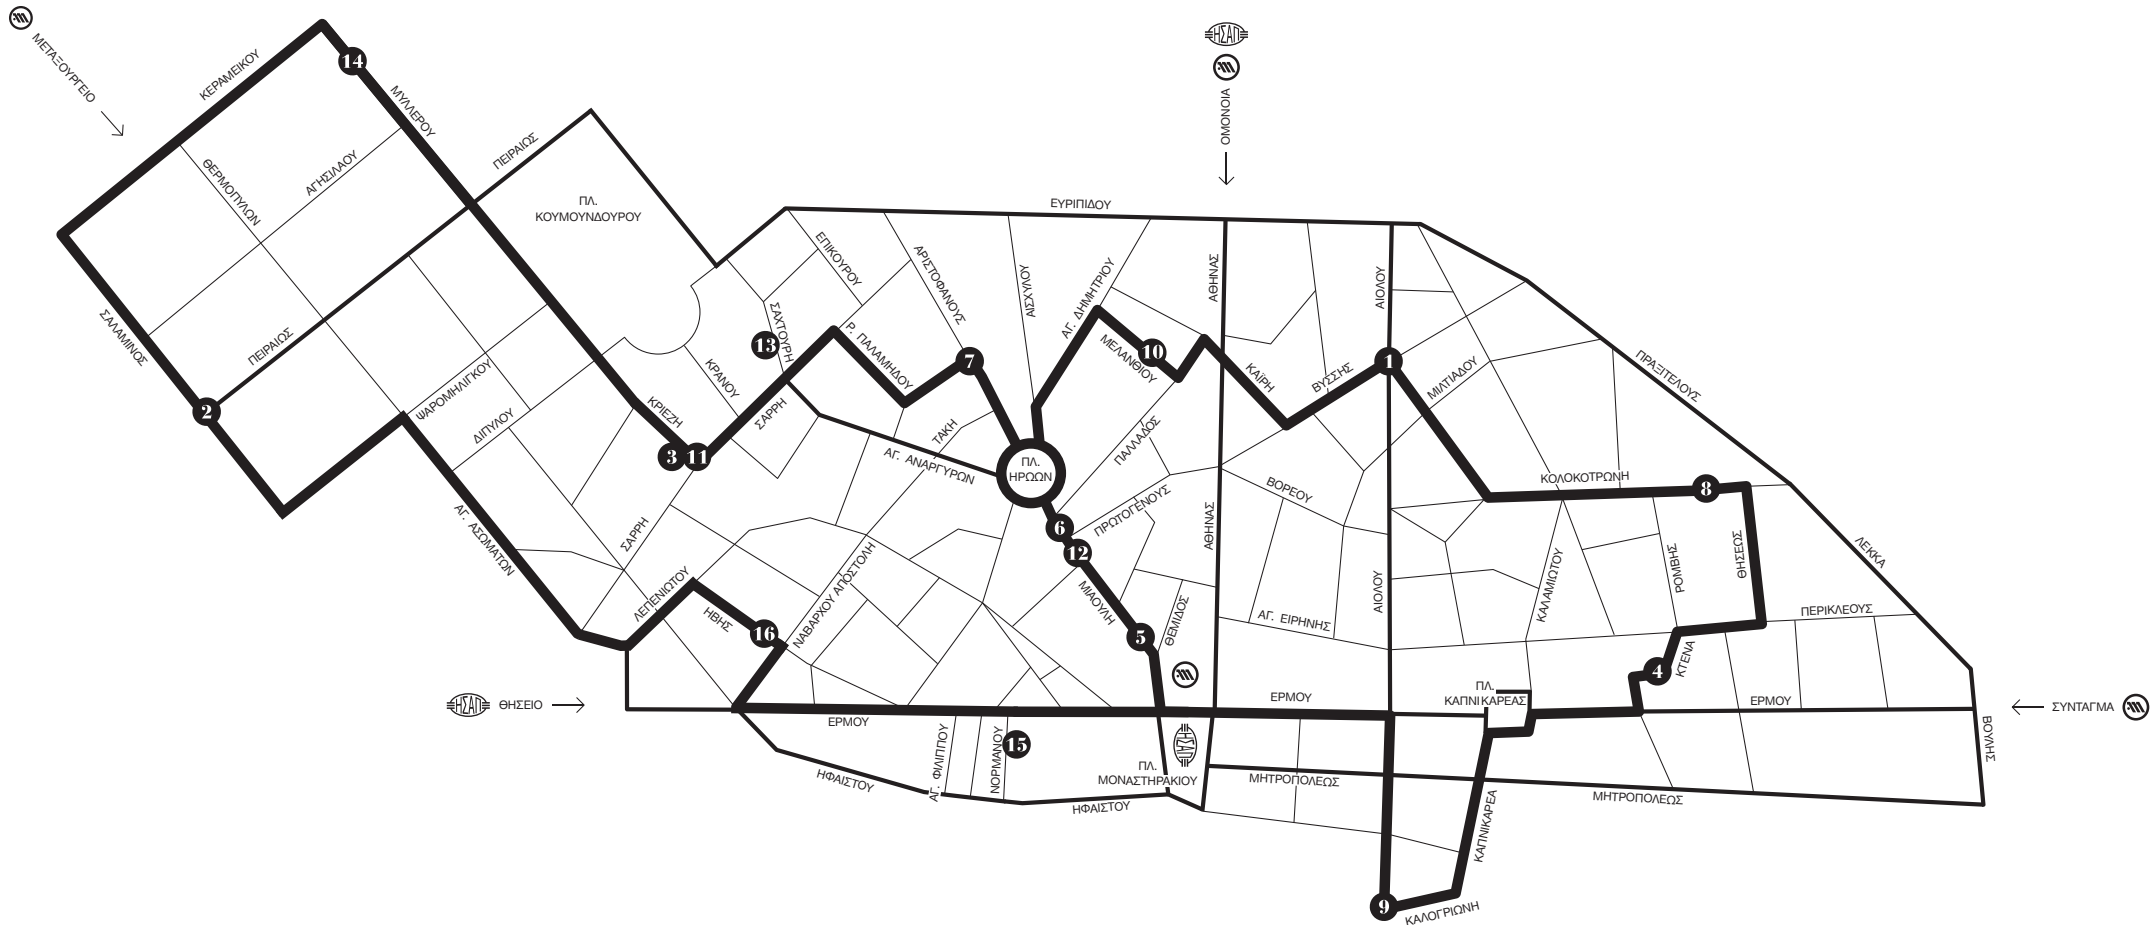 ΜΕΤΑΞΟΥΡΓΕΙΟ
ΚΕΡΑΜΕΙΚΟΥ
14
ΜΥΛΛΕΡΟΥ
ΘΕΡΜΟΠΥΛΩΝ
ΑΓΗΣΙΛΑΟΥ
ΠΕΙΡΑΙΩΣ
ΠΛ.
ΚΟΥΜΟΥΝΔΟΥΡΟΥ
ΗΣΑΠ
ΟΜΟΝΟΙΑ
ΕΥΡΙΠΙΔΟΥ
ΣΑΛΑΜΙΝΟΣ
ΠΕΙΡΑΙΩΣ
2
ΨΑΡΟΜΗΛΙΓΚΟΥ
ΔΙΠΥΛΟΥ
ΚΡΙΕΖΗ
3
11
ΚΡΑΝΟΥ
ΣΑΧΤΟΥΡΗ
13
ΣΑΡΡΗ
ΕΠΙΚΟΥΡΟΥ
ΑΡΙΣΤΟΦΑΝΟΥΣ
Ρ. ΠΑΛΑΜΗΔΟΥ
7
ΑΙΣΧΥΛΟΥ
ΑΓ. ΔΗΜΗΤΡΙΟΥ
ΜΕΛΑΝΘΙΟΥ
10
ΑΘΗΝΑΣ
ΚΑΪΡΗ
ΒΥΣΣΗΣ
ΑΙΟΛΟΥ
1
ΜΙΛΤΙΑΔΟΥ
ΠΡΑΞΙΤΕΛΟΥΣ
ΤΑΚΗ
ΑΓ. ΑΝΑΡΓΥΡΩΝ
ΠΛ.
ΗΡΩΩΝ
ΠΑΛΛΑΔΟΣ
ΠΡΩΤΟΓΕΝΟΥΣ
6
12
ΜΙΑΟΥΛΗ
5
ΘΕΜΙΔΟΣ
ΑΘΗΝΑΣ
ΒΟΡΕΟΥ
ΑΓ. ΕΙΡΗΝΗΣ
ΑΙΟΛΟΥ
ΚΟΛΟΚΟΤΡΩΝΗ
8
ΚΑΛΑΜΙΩΤΟΥ
ΡΟΜΒΗΣ
ΘΗΣΕΩΣ
ΛΕΚΚΑ
ΠΕΡΙΚΛΕΟΥΣ
ΚΤΕΝΑ
4
ΑΓ. ΑΣΩΜΑΤΩΝ
ΣΑΡΡΗ
ΛΕΠΕΝΙΩΤΟΥ
ΗΒΗΣ
16
ΝΑΒΑΡΧΟΥ ΑΠΟΣΤΟΛΗ
ΗΣΑΠ
ΘΗΣΕΙΟ
ΕΡΜΟΥ
ΕΡΜΟΥ
ΠΛ.
ΚΑΠΝΙΚΑΡΕΑΣ
ΕΡΜΟΥ
ΣΥΝΤΑΓΜΑ
ΒΟΥΛΗΣ
ΗΦΑΙΣΤΟΥ
ΑΓ. ΦΙΛΙΠΠΟΥ
ΝΟΡΜΑΝΟΥ
15
ΗΦΑΙΣΤΟΥ
ΠΛ.
ΜΟΝΑΣΤΗΡΑΚΙΟΥ
ΗΣΑΠ
ΜΗΤΡΟΠΟΛΕΩΣ
ΜΗΤΡΟΠΟΛΕΩΣ
ΚΑΠΝΙΚΑΡΕΑ
9
ΚΑΛΟΓΡΙΩΝΗ